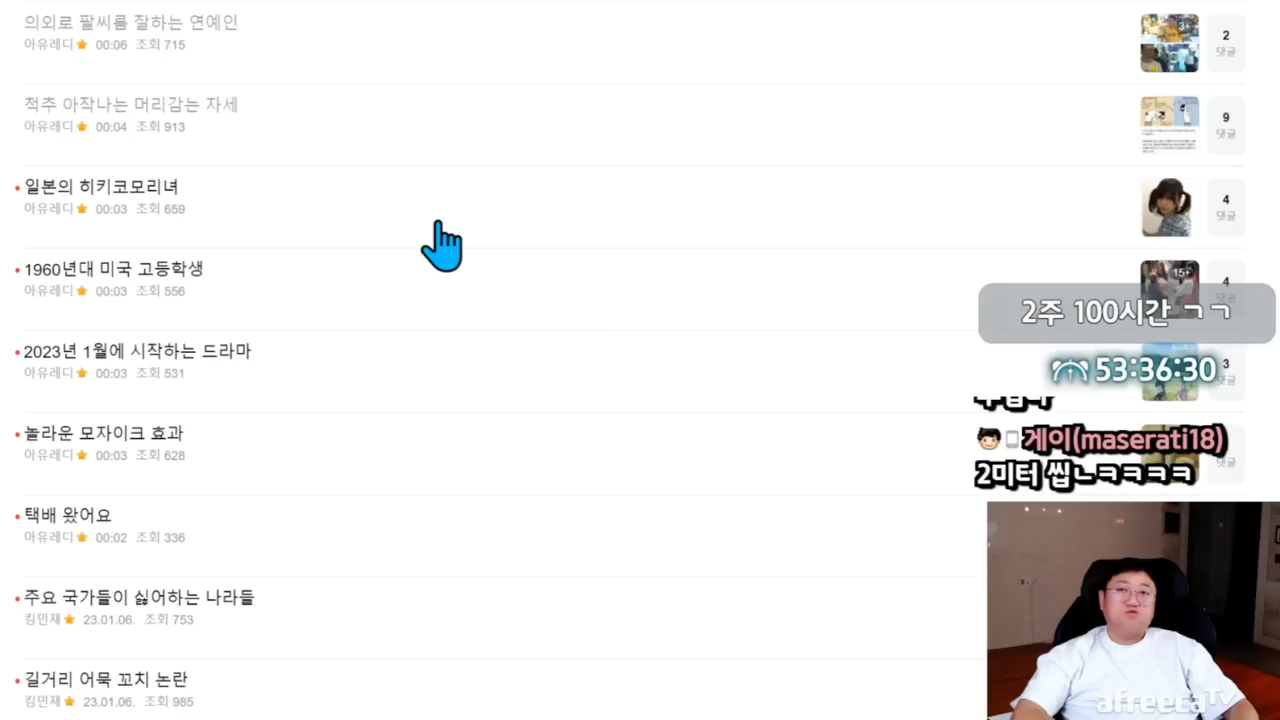 의외로 팔씨름 잘하는 연예인
아유레디 00:06 조회 715
2
댓글
척추 아작나는 머리감는 자세
아유레디 00:04 조회 913
9
댓글
일본의 히키코모리녀
아유레디 00:03 조회 659
4
댓글
1960년대 미국 고등학생
아유레디 00:03 조회 556
15+
4
2주 100시간 ㄱㄱ
2023년 1월에 시작하는 드라마
아유레디 00:03 조회 531
53:36:30
3
댓글
놀라운 모자이크 효과
아유레디 00:03 조회 628
게이(maserati18)
댓글
2미터 씹ㄴㅋㅋㅋㅋ
택배 왔어요
아유레디 00:02 조회 336
주요 국가들이 싫어하는 나라들
킹민재 23.01.06. 조회 753
길거리 어묵 꼬치 논란
킹민재 23.01.06. 조회 985
afreecaTV